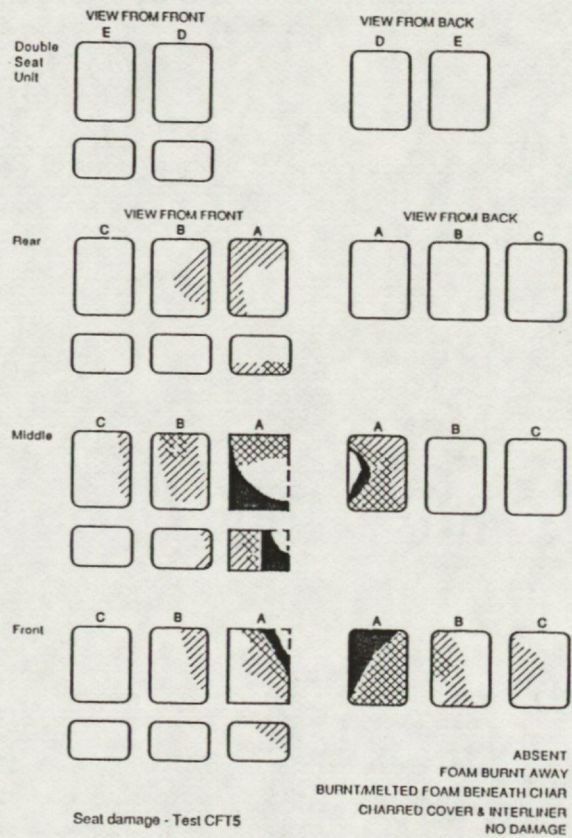 VIEW FROM FRONT
E D
Double
Seat
Unit
VIEW FROM BACK
D E
VIEW FROM FRONT
Rear
C B A
VIEW FROM BACK
A B C
Middle
C B A
A B C
Front
C B A
A B C
ABSENT
FOAM BURNT AWAY
BURNT/MELTED FOAM BENEATH CHAR
CHARRED COVER & INTERLINER
NO DAMAGE
Seat damage - Test CFT5